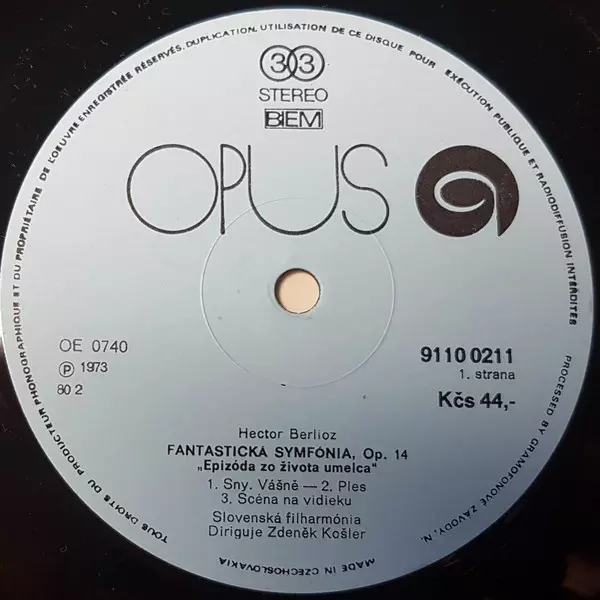 TOUS DROITS DU PRODUCTEUR PHONOGRAPHIQUE ET DU PROPRIÉTAIRE DE L'OEUVRE ENREGISTRÉE RÉSERVÉS. DUPLICATION, UTILISATION DE CE DISQUE POUR EXÉCUTION PUBLIQUE ET RADIODIFFUSION INTERDITES
33
STEREO
BIEM
OPUS
OE 0740
℗ 1973
80 2
9110 0211
1. strana
Kčs 44,-
Hector Berlioz
FANTASTICKÁ SYMFÓNIA, Op. 14
„Epizóda zo života umelca“
1. Sny. Vášně — 2. Ples
3. Scéna na vidieku
Slovenská filharmónia
Diriguje Zdeněk Košler
MADE IN CZECHOSLOVAKIA
PROCESSED BY GRAMOFONOVÉ ZÁVODY, N.